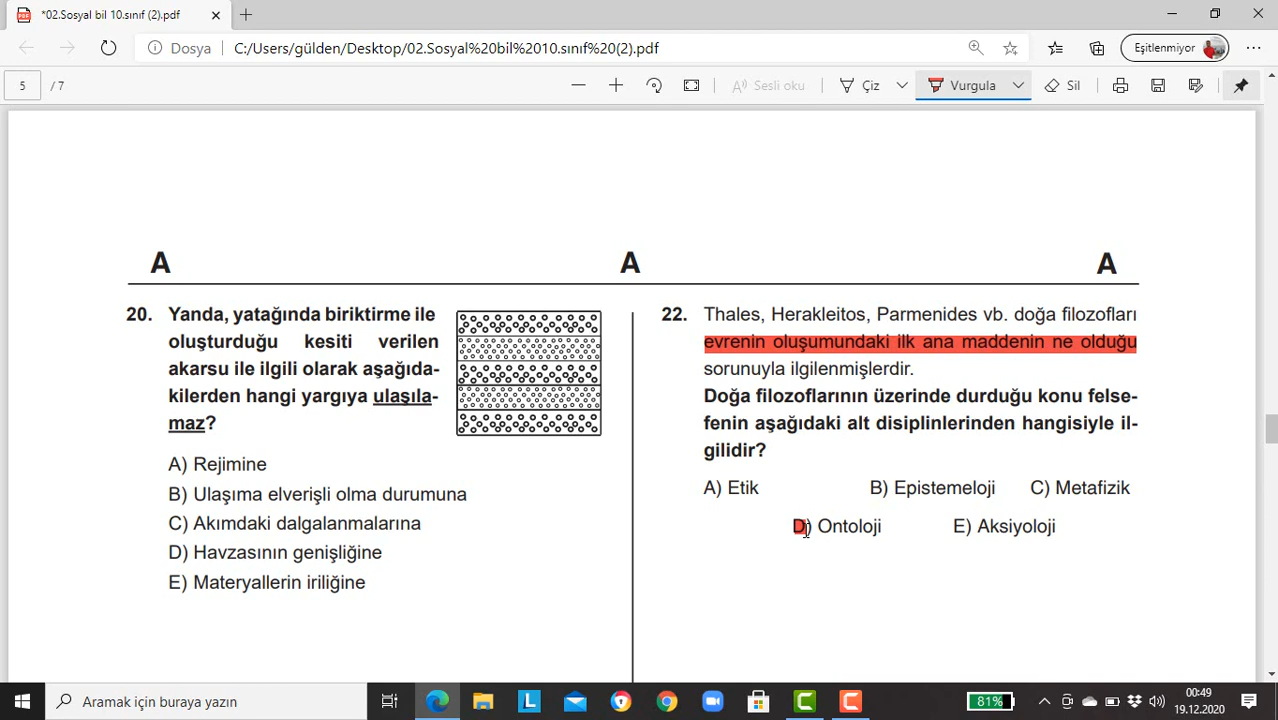 *02.Sosyal bil 10.sınıf (2).pdf
Dosya
C:/Users/gülden/Desktop/02.Sosyal%20bil%2010.sınıf%20(2).pdf
Eşitlenmiyor
5
/ 7
Sesli oku
Çiz
Vurgula
Sil
A
A
A
20. Yanda, yatağında biriktirme ile
oluşturduğu kesiti verilen
akarsu ile ilgili olarak aşağıda-
kilerden hangi yargıya ulaşıla-
maz?
A) Rejimine
B) Ulaşıma elverişli olma durumuna
C) Akımdaki dalgalanmalarına
D) Havzasının genişliğine
E) Materyallerin iriliğine
22. Thales, Herakleitos, Parmenides vb. doğa filozofları
evrenin oluşumundaki ilk ana maddenin ne olduğu
sorunuyla ilgilenmişlerdir.
Doğa filozoflarının üzerinde durduğu konu felse-
fenin aşağıdaki alt disiplinlerinden hangisiyle il-
gilidir?
A) Etik B) Epistemeloji C) Metafizik
D) Ontoloji E) Aksiyoloji
Aramak için buraya yazın
81%
00:49
19.12.2020